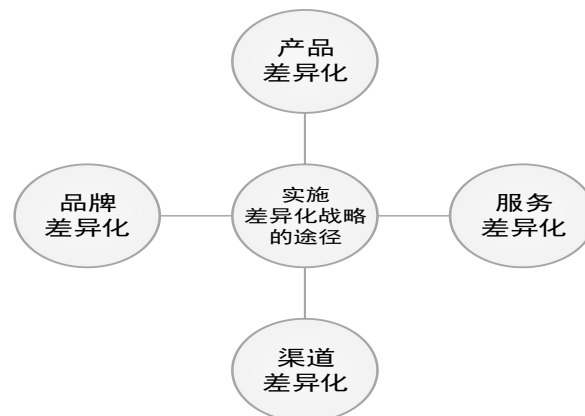 产品
差异化
品牌
差异化
实施
差异化战略
的途径
服务
差异化
渠道
差异化